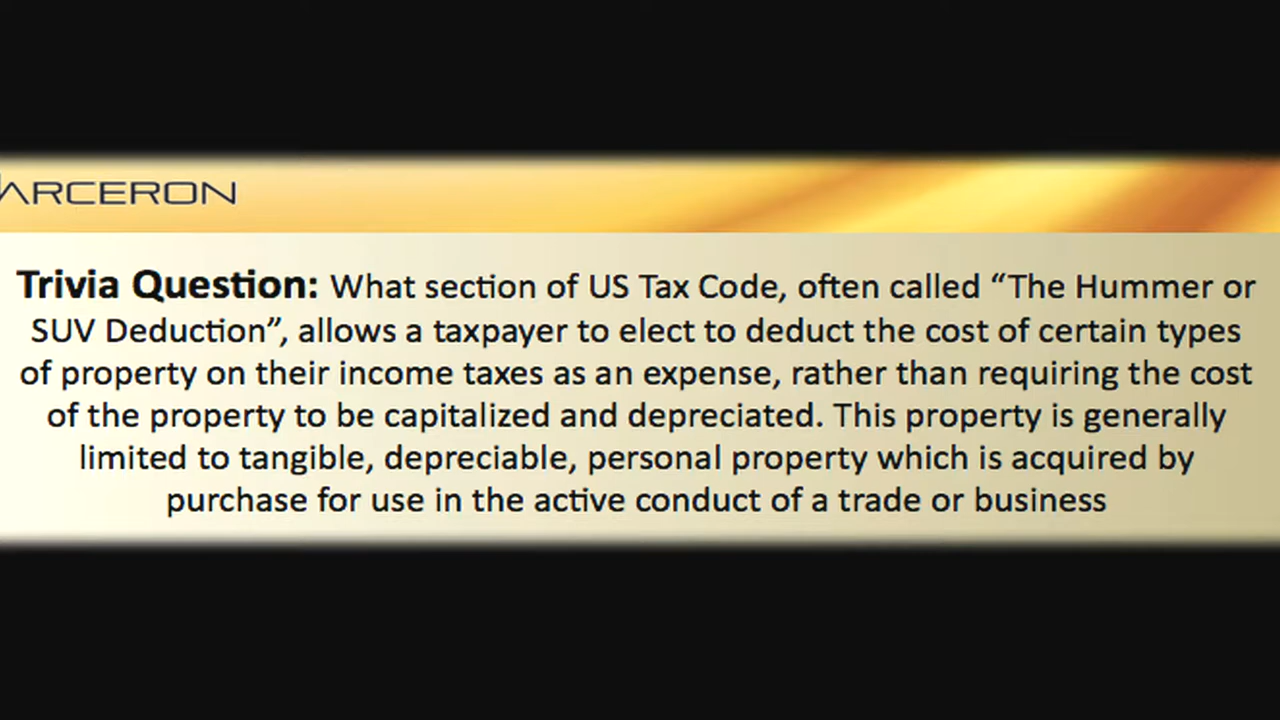 ARCERON
Trivia Question: What section of US Tax Code, often called “The Hummer or
SUV Deduction”, allows a taxpayer to elect to deduct the cost of certain types
of property on their income taxes as an expense, rather than requiring the cost
of the property to be capitalized and depreciated. This property is generally
limited to tangible, depreciable, personal property which is acquired by
purchase for use in the active conduct of a trade or business